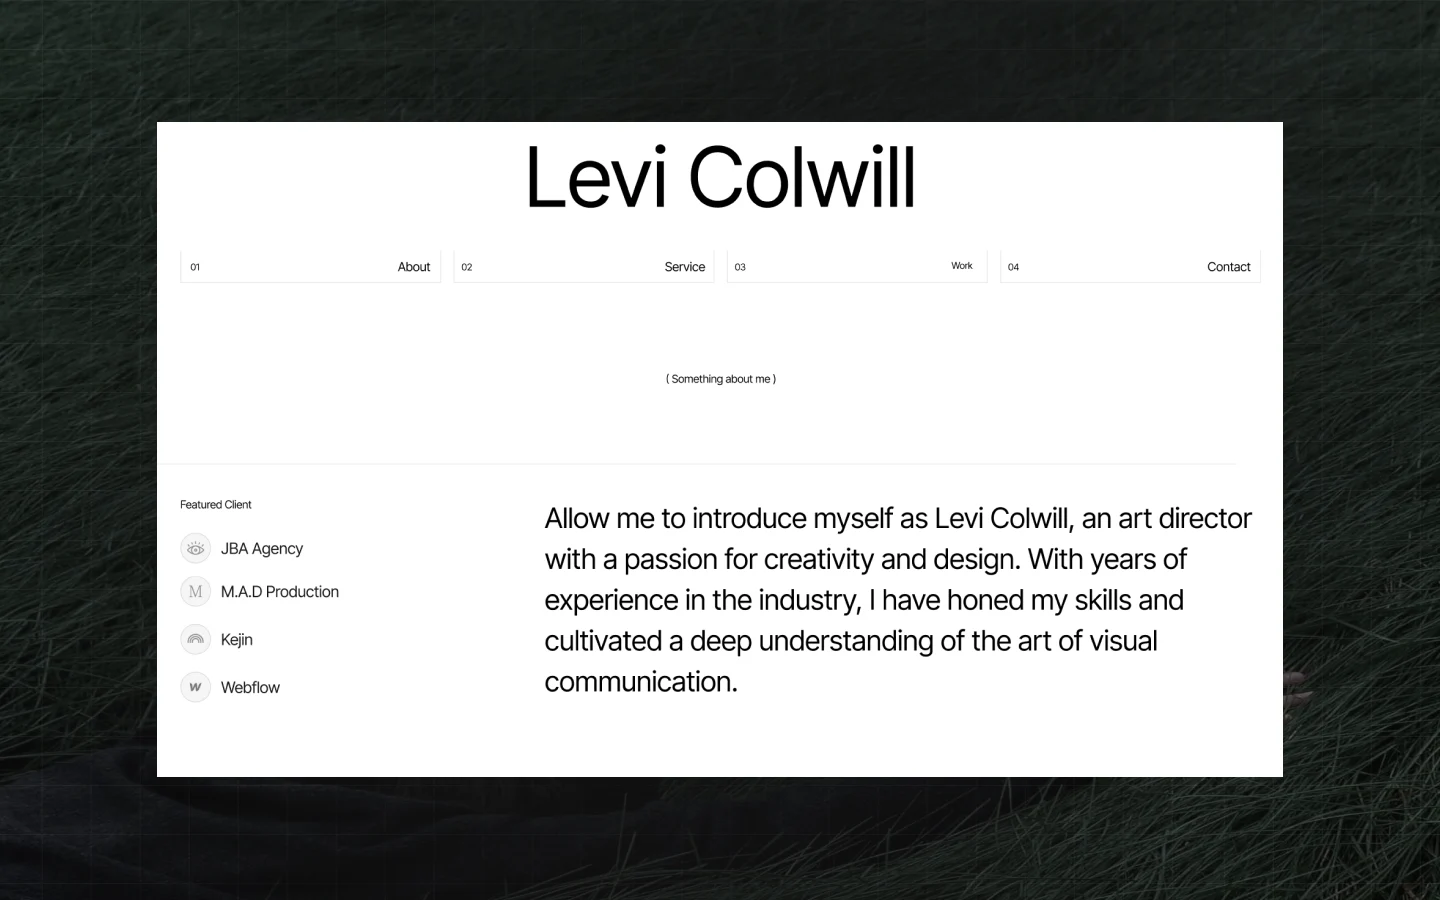 Levi Colwill
01 About
02 Service
03 Work
04 Contact
( Something about me )
Featured Client
JBA Agency
M M.A.D Production
Kejin
W Webflow
Allow me to introduce myself as Levi Colwill, an art director
with a passion for creativity and design. With years of
experience in the industry, I have honed my skills and
cultivated a deep understanding of the art of visual
communication.